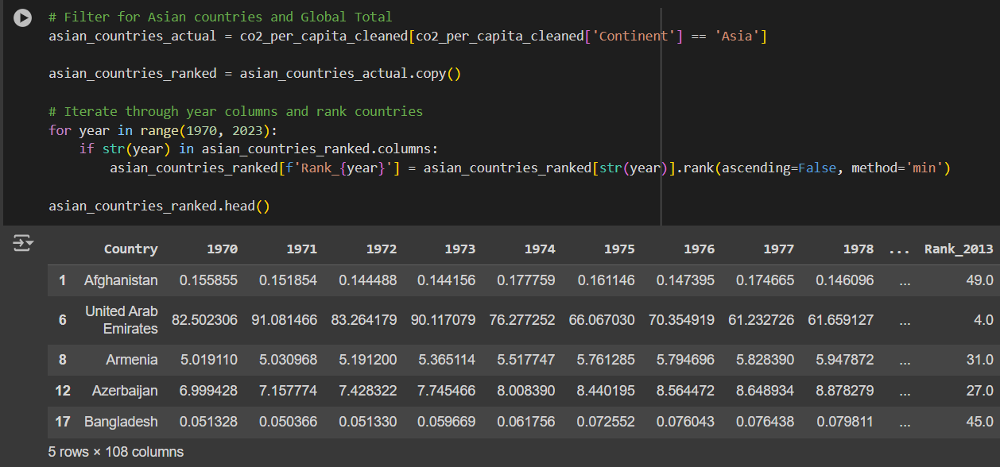 # Filter for Asian countries and Global Total
asian_countries_actual = co2_per_capita_cleaned[co2_per_capita_cleaned['Continent'] == 'Asia']
asian_countries_ranked = asian_countries_actual.copy()
# Iterate through year columns and rank countries
for year in range(1970, 2023):
    if str(year) in asian_countries_ranked.columns:
        asian_countries_ranked[f'Rank_{year}'] = asian_countries_ranked[str(year)].rank(ascending=False, method='min')
asian_countries_ranked.head()
Country 1970 1971 1972 1973 1974 1975 1976 1977 1978 ... Rank_2013
1 Afghanistan 0.155855 0.151854 0.144488 0.144156 0.177759 0.161146 0.147395 0.174665 0.146096 ... 49.0
6 United Arab Emirates 82.502306 91.081466 83.264179 90.117079 76.277252 66.067030 70.354919 61.232726 61.659127 ... 4.0
8 Armenia 5.019110 5.030968 5.191200 5.365114 5.517747 5.761285 5.794696 5.828390 5.947872 ... 31.0
12 Azerbaijan 6.999428 7.157774 7.428322 7.745466 8.008390 8.440195 8.564472 8.648934 8.878279 ... 27.0
17 Bangladesh 0.051328 0.050366 0.051330 0.059669 0.061756 0.072552 0.076043 0.076438 0.079811 ... 45.0
5 rows × 108 columns